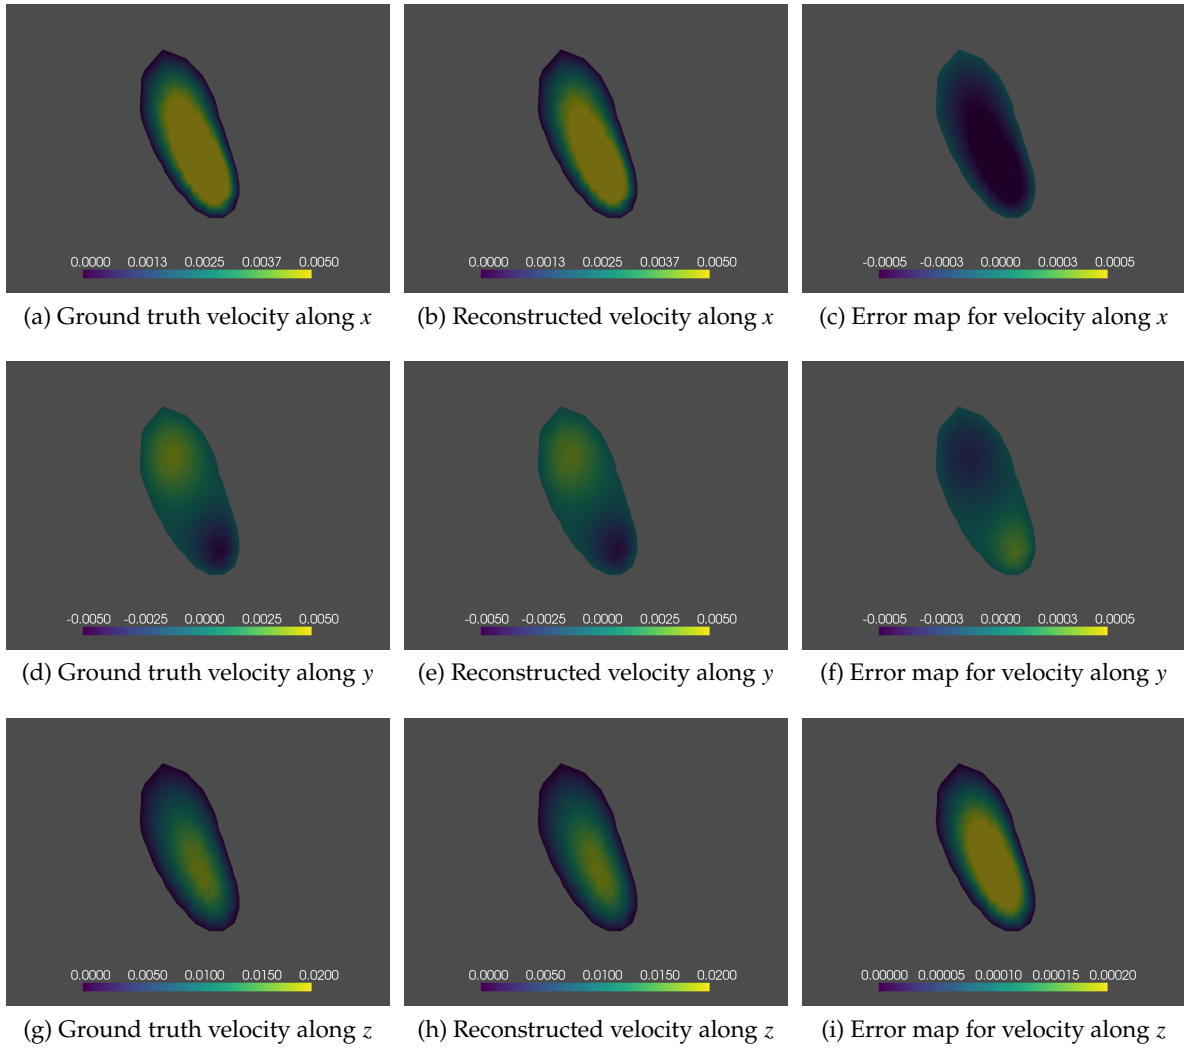 0.0000 0.0013 0.0025 0.0037 0.0050
0.0000 0.0013 0.0025 0.0037 0.0050
-0.0005 -0.0003 0.0000 0.0003 0.0005
(a) Ground truth velocity along x
(b) Reconstructed velocity along x
(c) Error map for velocity along x
-0.0050 -0.0025 0.0000 0.0025 0.0050
-0.0050 -0.0025 0.0000 0.0025 0.0050
-0.0005 -0.0003 0.0000 0.0003 0.0005
(d) Ground truth velocity along y
(e) Reconstructed velocity along y
(f) Error map for velocity along y
0.0000 0.0050 0.0100 0.0150 0.0200
0.0000 0.0050 0.0100 0.0150 0.0200
0.00000 0.00005 0.00010 0.00015 0.00020
(g) Ground truth velocity along z
(h) Reconstructed velocity along z
(i) Error map for velocity along z